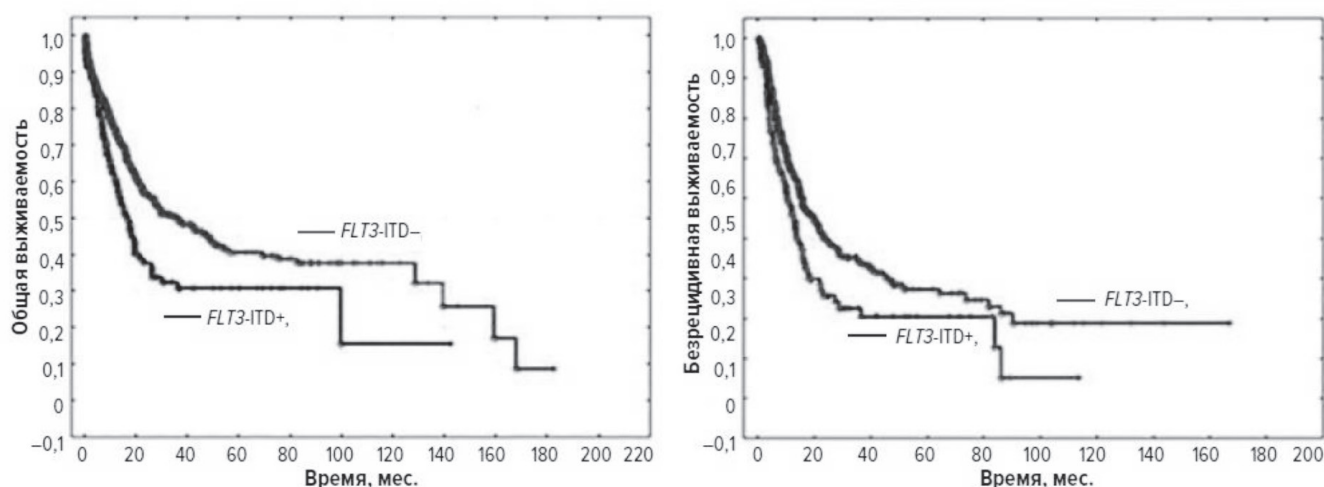 Общая выживаемость
1,0
0,9
0,8
0,7
0,6
0,5
0,4
0,3
0,2
0,1
0
–0,1
FLT3-ITD–
FLT3-ITD+,
0 20 40 60 80 100 120 140 160 180 200 220
Время, мес.
Безрецидивная выживаемость
1,0
0,9
0,8
0,7
0,6
0,5
0,4
0,3
0,2
0,1
0
–0,1
FLT3-ITD–,
FLT3-ITD+,
0 20 40 60 80 100 120 140 160 180 200
Время, мес.